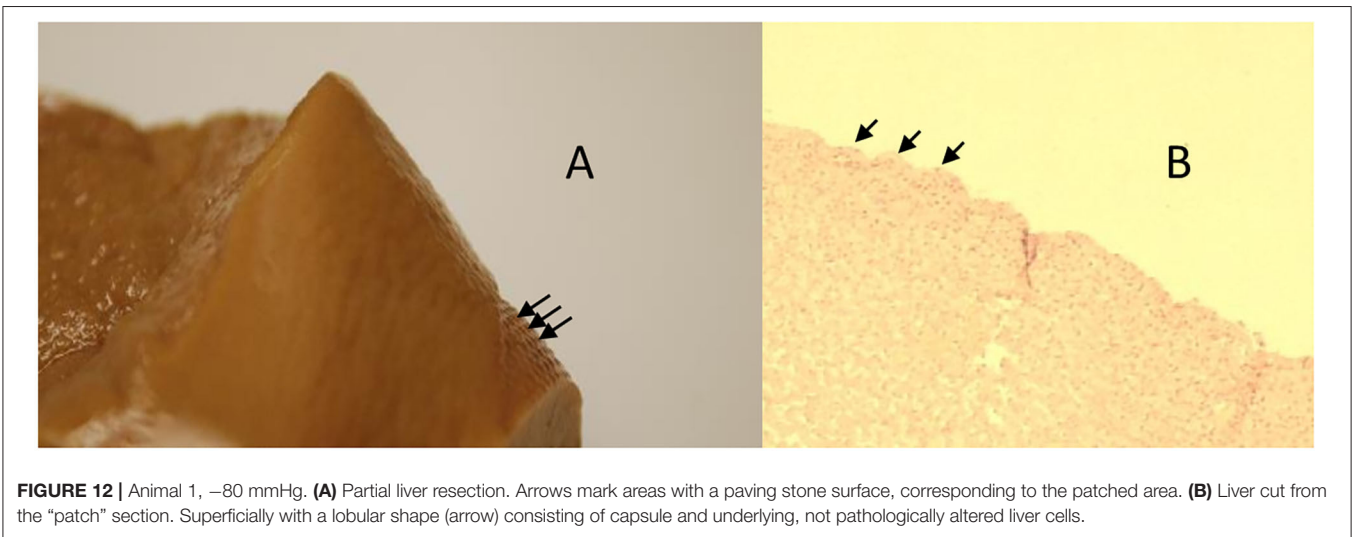 A
B
FIGURE 12 | Animal 1, −80 mmHg. (A) Partial liver resection. Arrows mark areas with a paving stone surface, corresponding to the patched area. (B) Liver cut from
the “patch” section. Superficially with a lobular shape (arrow) consisting of capsule and underlying, not pathologically altered liver cells.